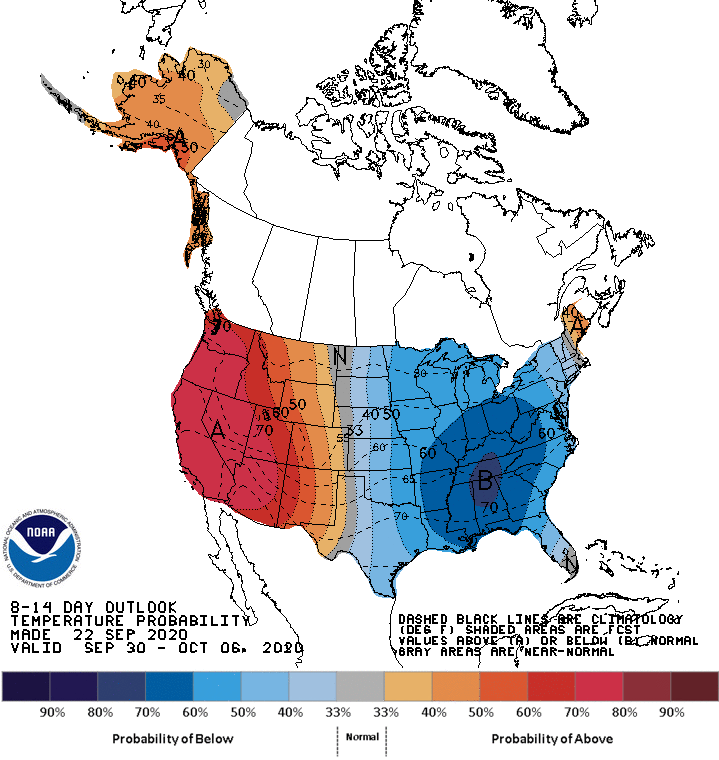 30
40
40
35
40
50
A
40
A
70
N
30
50
60 50
40 50
70
A
33
55
60
60
60
65
B
70
70
N
NATIONAL OCEANIC AND ATMOSPHERIC ADMINISTRATION
NOAA
U.S. DEPARTMENT OF COMMERCE
8-14 DAY OUTLOOK
TEMPERATURE PROBABILITY
MADE 22 SEP 2020
VALID SEP 30 - OCT 06, 2020
DASHED BLACK LINES ARE CLIMATOLOGY
(DEG F) SHADED AREAS ARE FCST
VALUES ABOVE (A) OR BELOW (B) NORMAL
GRAY AREAS ARE NEAR-NORMAL
90% 80% 70% 60% 50% 40% 33% 33% 40% 50% 60% 70% 80% 90%
Probability of Below Normal Probability of Above